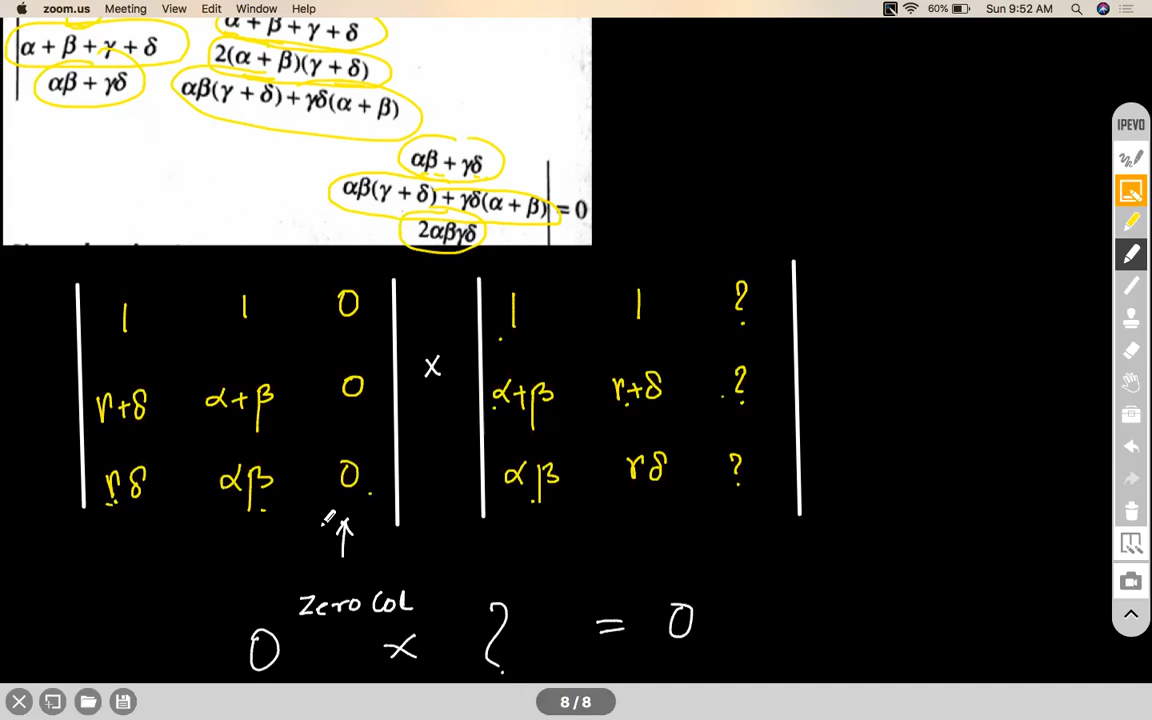 zoom.us Meeting View Edit Window Help 60% Sun 9:52 AM
α + β + γ + δ
α + β + γ + δ
2(α + β)(γ + δ)
αβ + γδ
αβ(γ + δ) + γδ(α + β)
αβ + γδ
αβ(γ + δ) + γδ(α + β)
= 0
2αβγδ
IPEVO
1 1 0 1 1 ?
×
γ+δ α+β 0 α+β γ+δ ?
γδ αβ 0 αβ γδ ?
Zero Col
0 × ? = 0
8 / 8